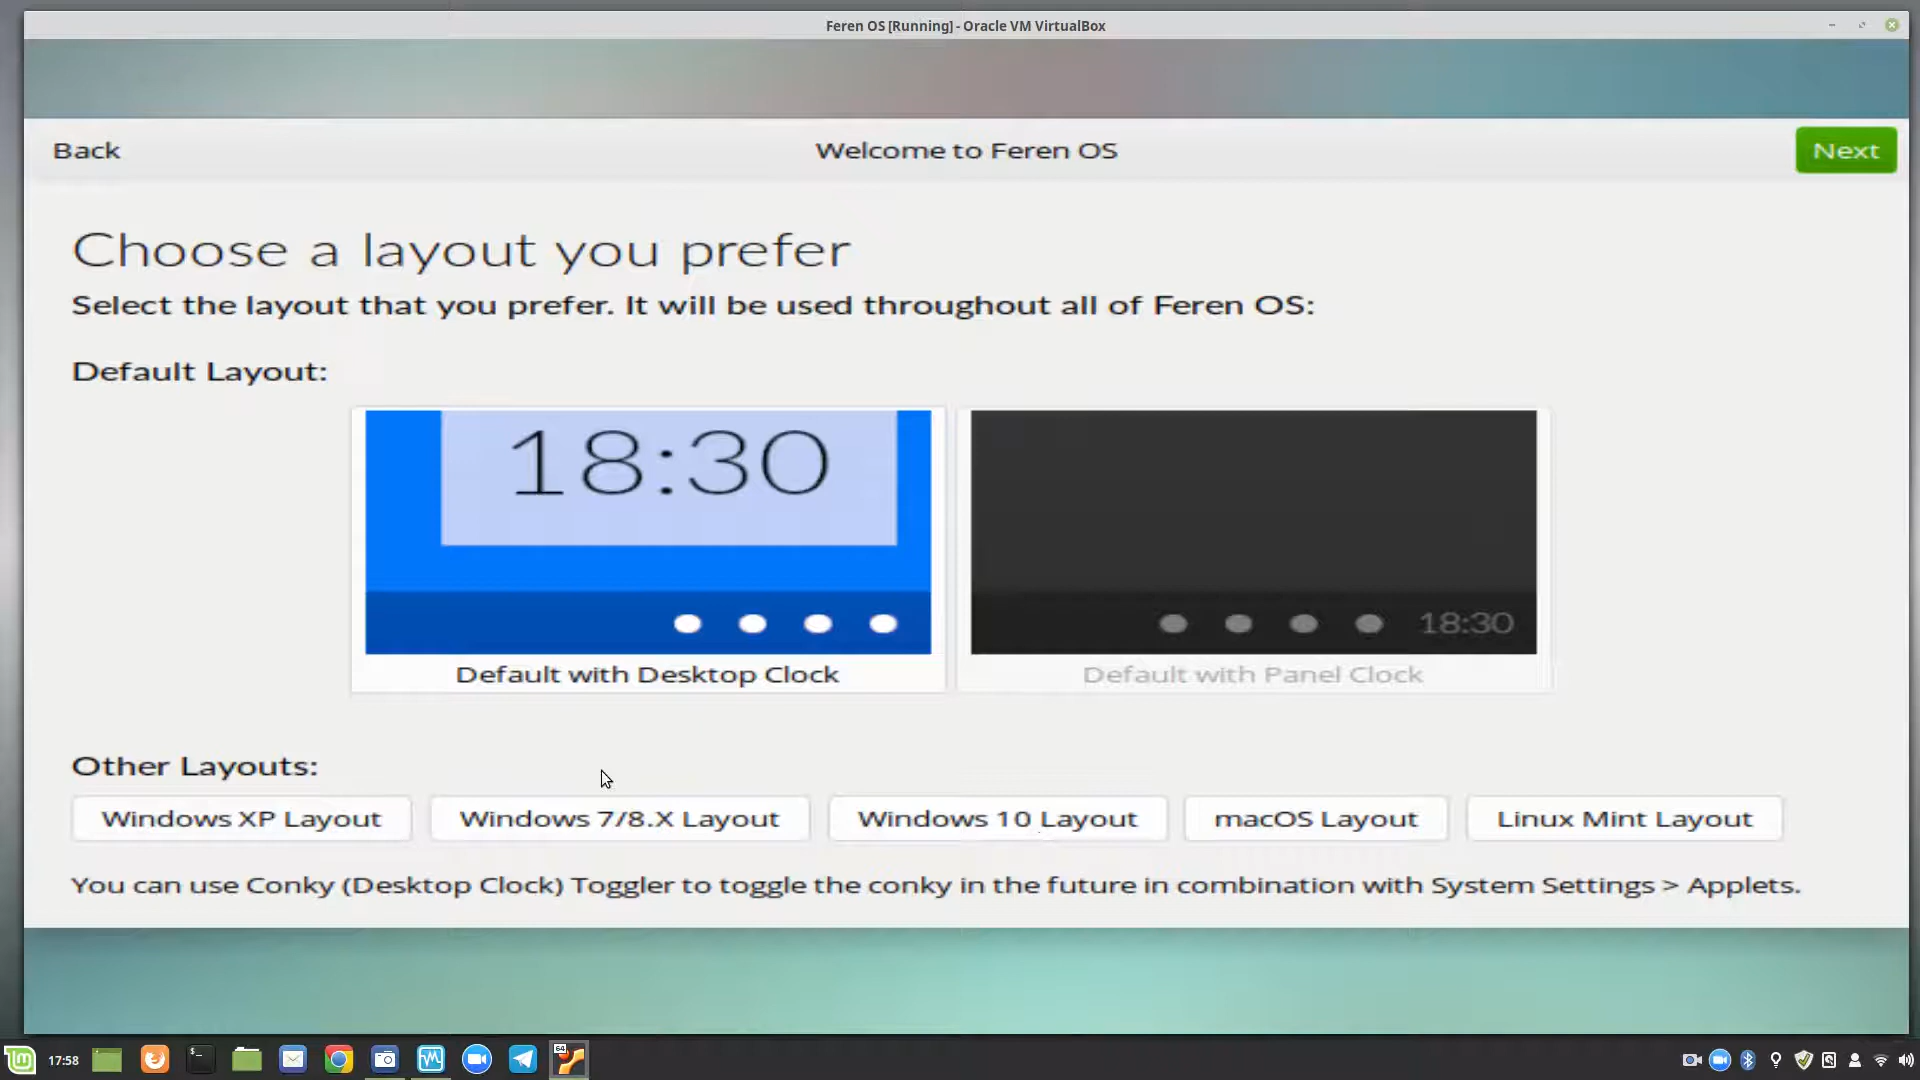 Feren OS [Running] - Oracle VM VirtualBox
Back
Welcome to Feren OS
Next
Choose a layout you prefer
Select the layout that you prefer. It will be used throughout all of Feren OS:
Default Layout:
18:30
18:30
Default with Desktop Clock
Default with Panel Clock
Other Layouts:
Windows XP Layout
Windows 7/8.X Layout
Windows 10 Layout
macOS Layout
Linux Mint Layout
You can use Conky (Desktop Clock) Toggler to toggle the conky in the future in combination with System Settings > Applets.
17:58
64